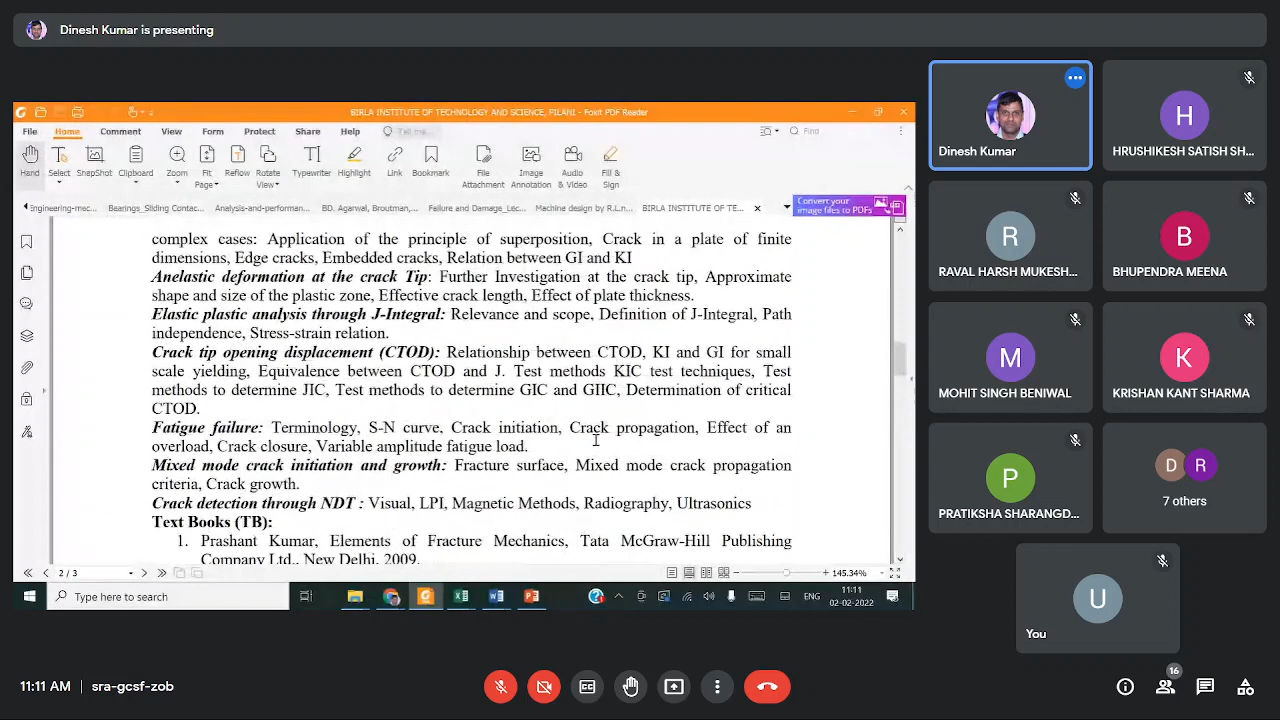 Dinesh Kumar is presenting
BIRLA INSTITUTE OF TECHNOLOGY AND SCIENCE, PILANI - Foxit PDF Reader
File Home Comment View Form Protect Share Help Tell me... Find
Hand Select SnapShot Clipboard Zoom Fit Page Reflow Rotate View Typewriter Highlight Link Bookmark File Attachment Image Annotation Audio & Video Fill & Sign
Engineering-mec... Bearings_Sliding Contac... Analysis-and-performan... BD. Agarwal, Broutman,... Failure and Damage_Lec... Machine design by R.L.n... BIRLA INSTITUTE OF TE...
Convert your
image files to PDFs
complex cases: Application of the principle of superposition, Crack in a plate of finite
dimensions, Edge cracks, Embedded cracks, Relation between GI and KI
Anelastic deformation at the crack Tip: Further Investigation at the crack tip, Approximate
shape and size of the plastic zone, Effective crack length, Effect of plate thickness.
Elastic plastic analysis through J-Integral: Relevance and scope, Definition of J-Integral, Path
independence, Stress-strain relation.
Crack tip opening displacement (CTOD): Relationship between CTOD, KI and GI for small
scale yielding, Equivalence between CTOD and J. Test methods KIC test techniques, Test
methods to determine JIC, Test methods to determine GIC and GIIC, Determination of critical
CTOD.
Fatigue failure: Terminology, S-N curve, Crack initiation, Crack propagation, Effect of an
overload, Crack closure, Variable amplitude fatigue load.
Mixed mode crack initiation and growth: Fracture surface, Mixed mode crack propagation
criteria, Crack growth.
Crack detection through NDT : Visual, LPI, Magnetic Methods, Radiography, Ultrasonics
Text Books (TB):
1. Prashant Kumar, Elements of Fracture Mechanics, Tata McGraw-Hill Publishing
Company Ltd., New Delhi, 2009.
2 / 3
145.34%
Type here to search
ENG
11:11
02-02-2022
Dinesh Kumar
H
HRUSHIKESH SATISH SH...
R
RAVAL HARSH MUKESH...
B
BHUPENDRA MEENA
M
MOHIT SINGH BENIWAL
K
KRISHAN KANT SHARMA
P
PRATIKSHA SHARANGD...
D R
7 others
U
You
11:11 AM sra-gcsf-zob
16